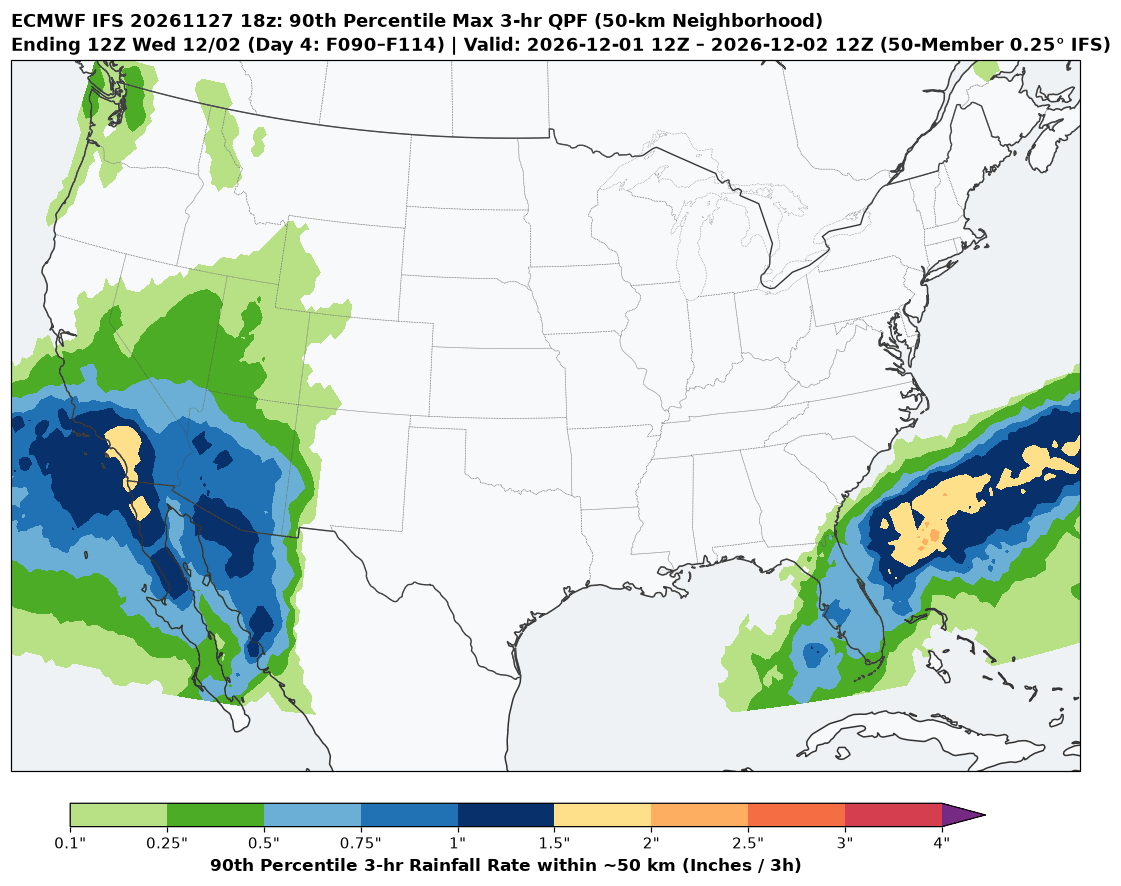 ECMWF IFS 20261127 18z: 90th Percentile Max 3-hr QPF (50-km Neighborhood)
Ending 12Z Wed 12/02 (Day 4: F090–F114) | Valid: 2026-12-01 12Z – 2026-12-02 12Z (50-Member 0.25° IFS)
0.1" 0.25" 0.5" 0.75" 1" 1.5" 2" 2.5" 3" 4"
90th Percentile 3-hr Rainfall Rate within ~50 km (Inches / 3h)